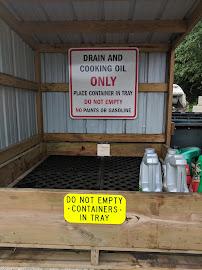 DRAIN AND
COOKING OIL
ONLY
PLACE CONTAINER IN TRAY
DO NOT EMPTY
NO PAINTS OR GASOLINE
DO NOT EMPTY
CONTAINERS
IN TRAY